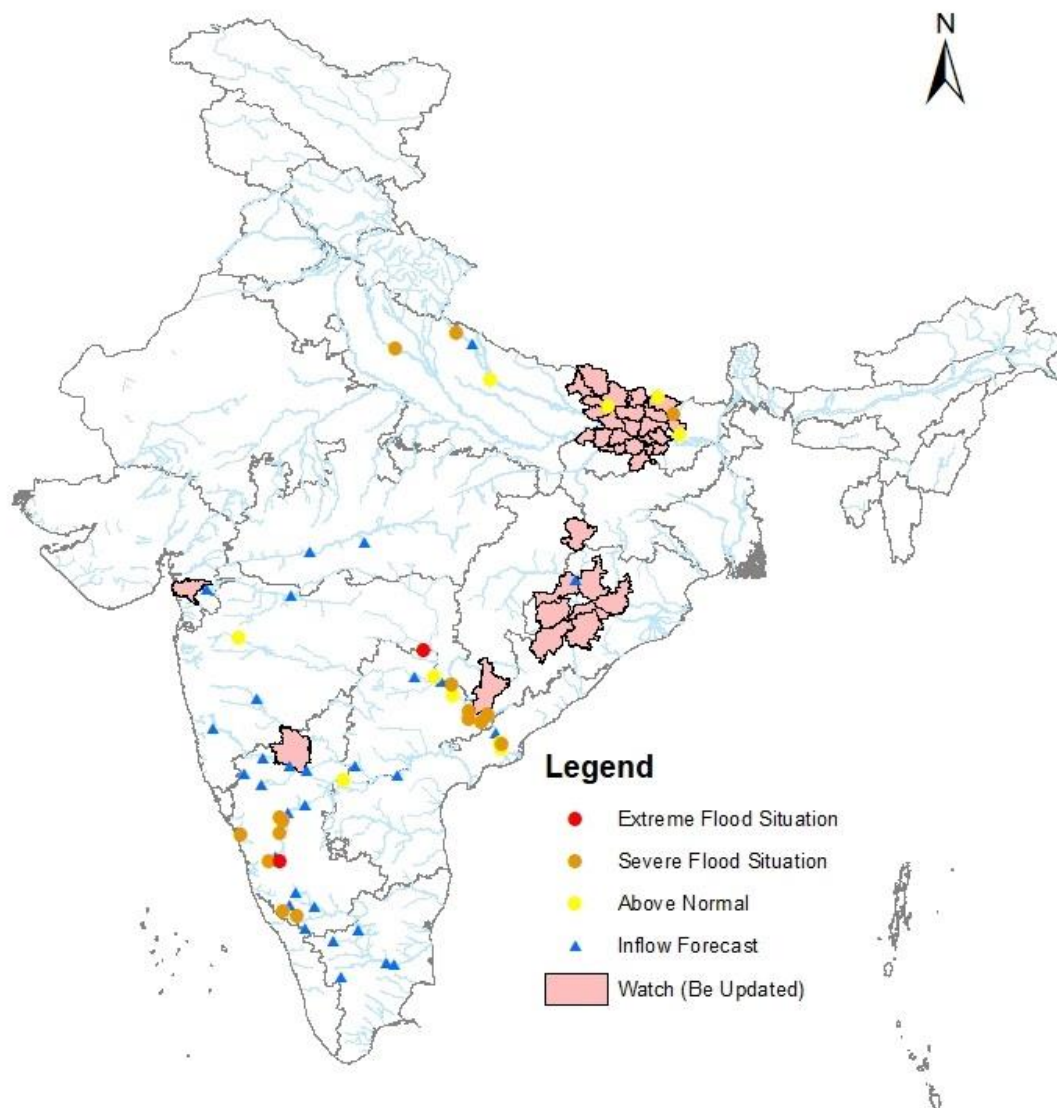 N
Legend
Extreme Flood Situation
Severe Flood Situation
Above Normal
Inflow Forecast
Watch (Be Updated)